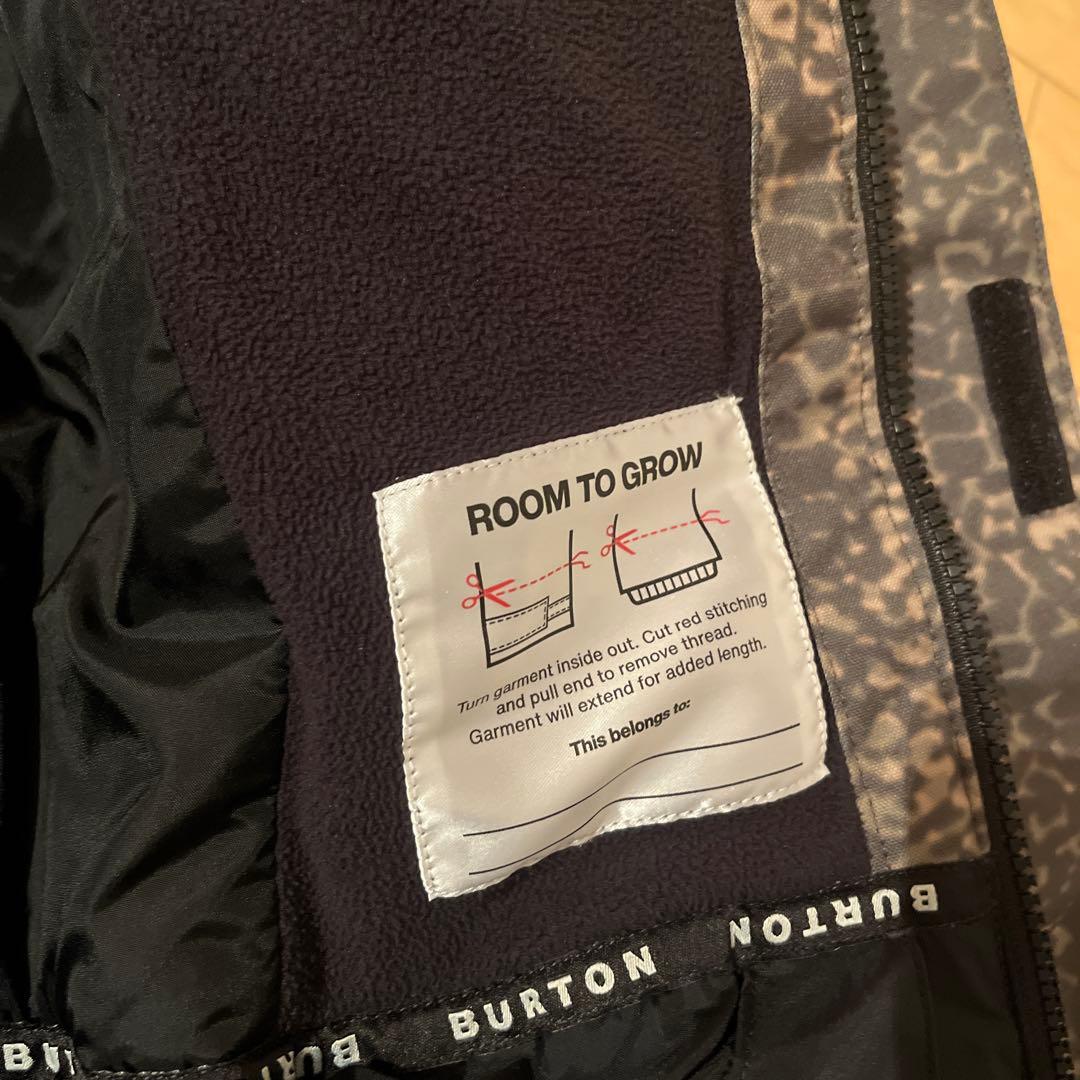 ROOM TO GROW
Turn garment inside out. Cut red stitching
and pull end to remove thread.
Garment will extend for added length.
This belongs to:
BURTON
BURTON
BURTON